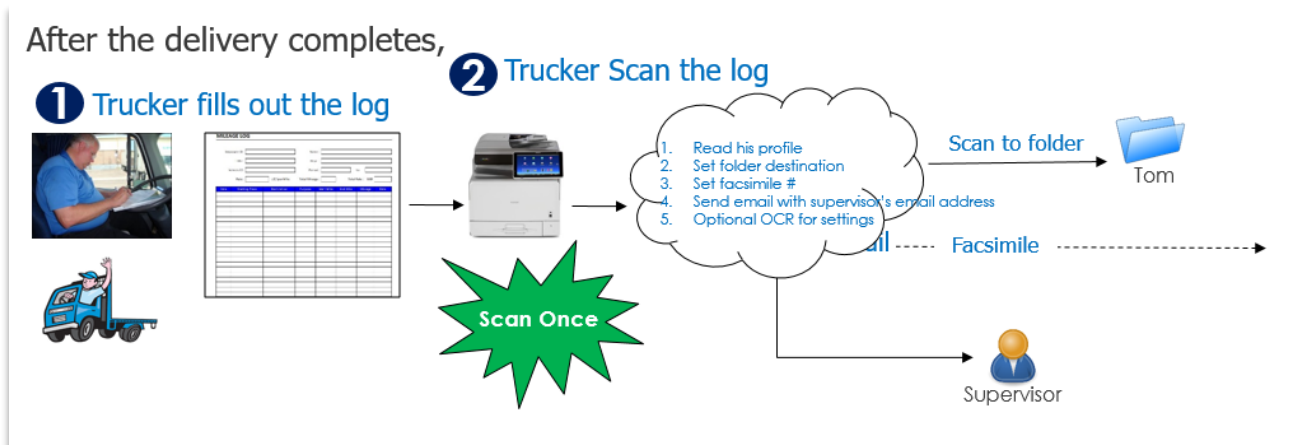 After the delivery completes,
1 Trucker fills out the log
2 Trucker Scan the log
MILEAGE LOG
1. Read his profile
2. Set folder destination
3. Set facsimile #
4. Send email with supervisor's email address
5. Optional OCR for settings
Scan to folder
Tom
Facsimile
Scan Once
Supervisor